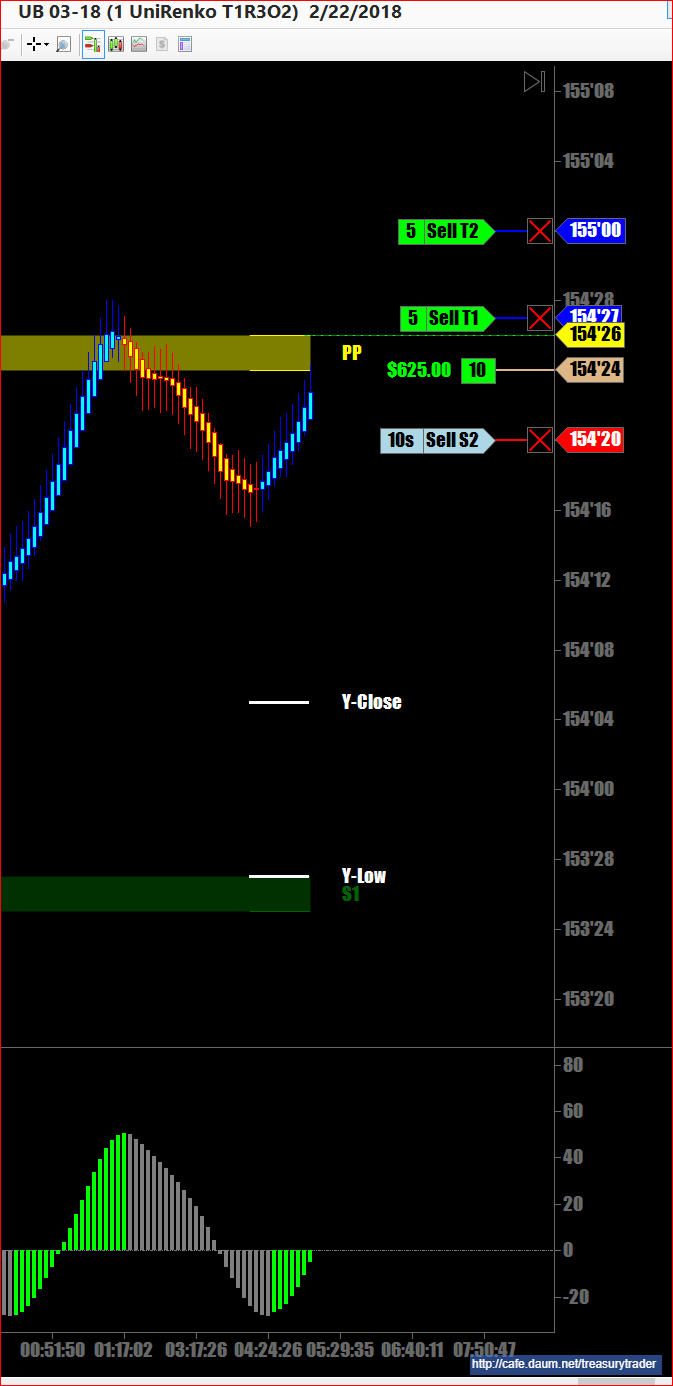 UB 03-18 (1 UniRenko T1R3O2)  2/22/2018
155'08
155'04
5 Sell T2 155'00
154'28
5 Sell T1 154'27
154'26
PP
$625.00 10 154'24
10s Sell S2 154'20
154'16
154'12
154'08
Y-Close
154'04
154'00
153'28
Y-Low
S1
153'24
153'20
80
60
40
20
0
-20
00:51:50 01:17:02 03:17:26 04:24:26 05:29:35 06:40:11 07:50:47
http://cafe.daum.net/treasurytrader